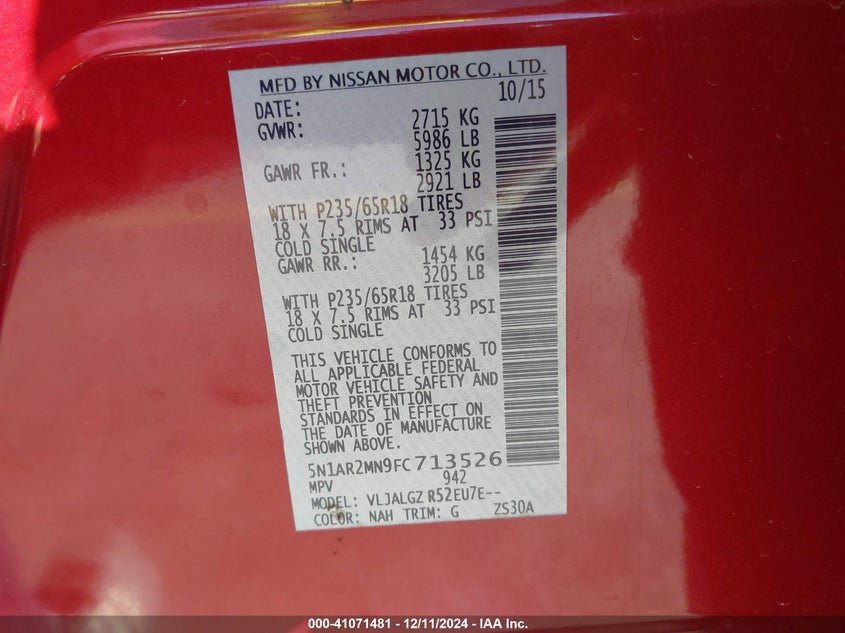 MFD BY NISSAN MOTOR CO., LTD.
DATE: 10/15
GVWR: 2715 KG
5986 LB
GAWR FR.: 1325 KG
2921 LB
WITH P235/65R18 TIRES
18 X 7.5 RIMS AT 33 PSI
COLD SINGLE
GAWR RR.: 1454 KG
3205 LB
WITH P235/65R18 TIRES
18 X 7.5 RIMS AT 33 PSI
COLD SINGLE
THIS VEHICLE CONFORMS TO
ALL APPLICABLE FEDERAL
MOTOR VEHICLE SAFETY AND
THEFT PREVENTION
STANDARDS IN EFFECT ON
THE DATE OF MANUFACTURE
SHOWN ABOVE.
5N1AR2MN9FC713526
MPV 942
MODEL: VLJALGZ R52EU7E--
COLOR: NAH TRIM: G ZS30A
000-41071481 - 12/11/2024 - IAA Inc.